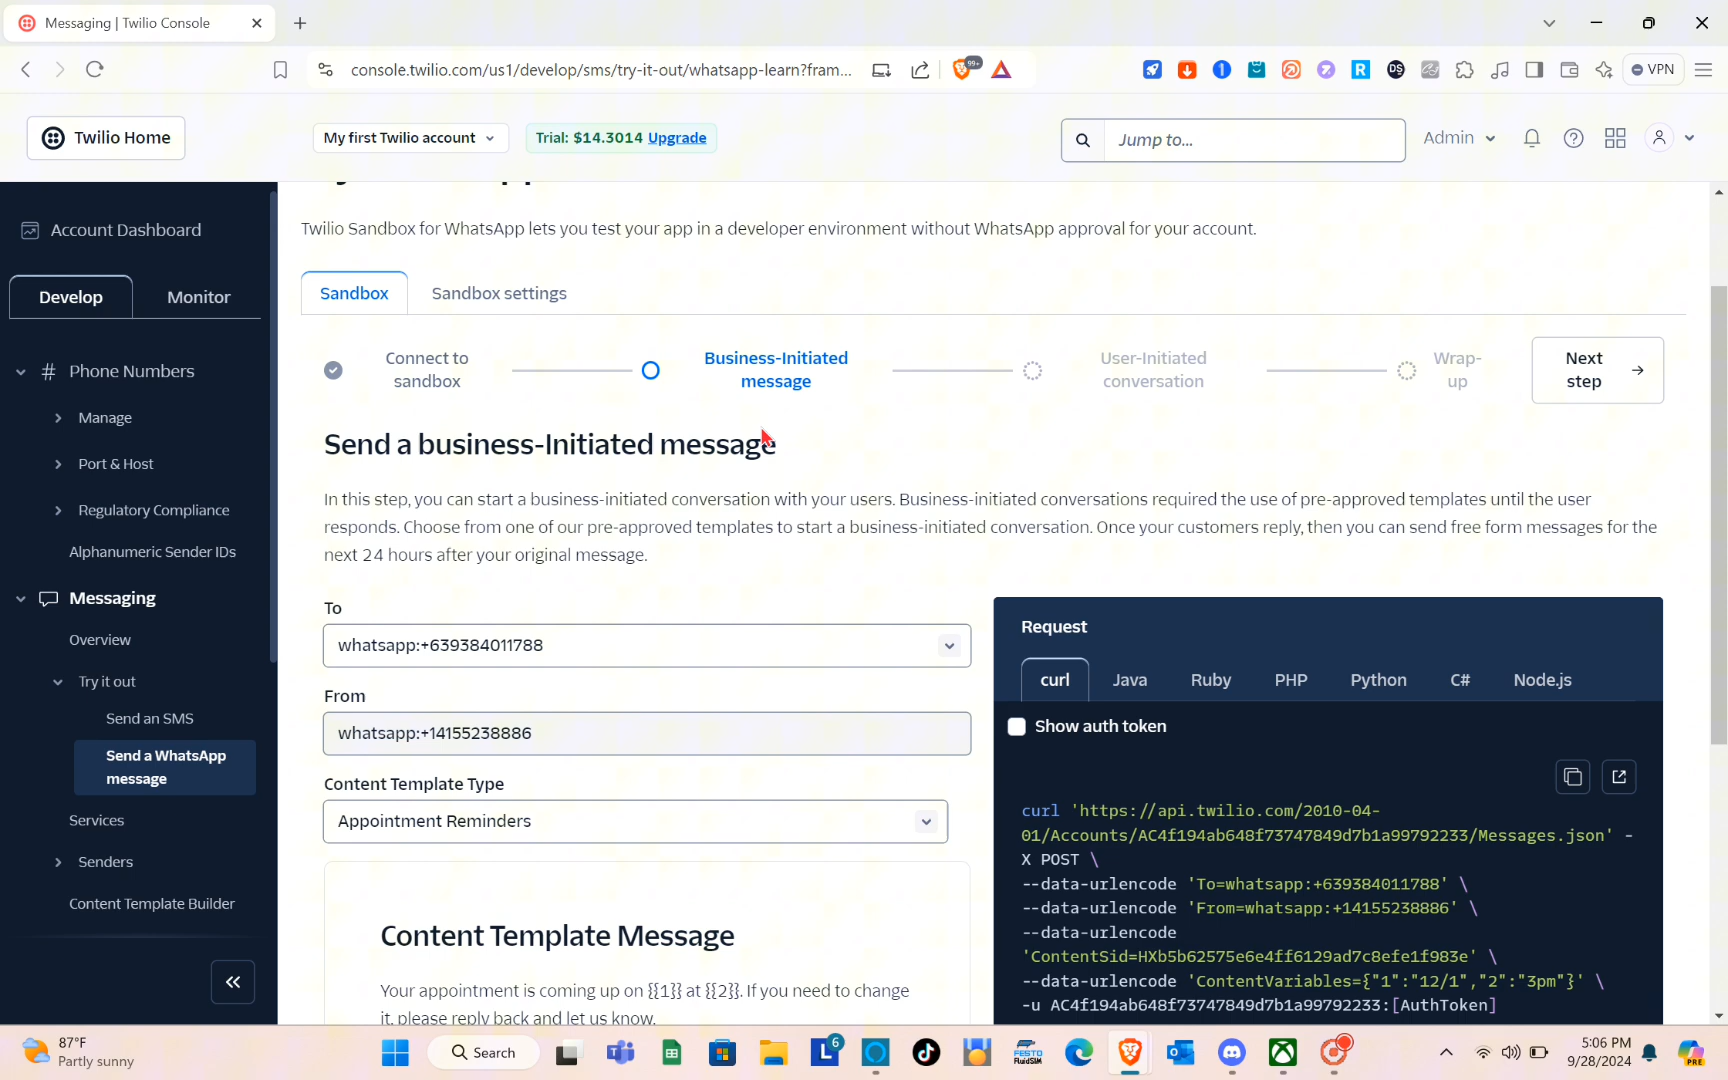 Messaging | Twilio Console
console.twilio.com/us1/develop/sms/try-it-out/whatsapp-learn?fram...
99+
VPN
Twilio Home
My first Twilio account
Trial: $14.3014 Upgrade
Jump to...
Admin
Account Dashboard
Develop
Monitor
# Phone Numbers
Manage
Port & Host
Regulatory Compliance
Alphanumeric Sender IDs
Messaging
Overview
Try it out
Send an SMS
Send a WhatsApp
message
Services
Senders
Content Template Builder
Twilio Sandbox for WhatsApp lets you test your app in a developer environment without WhatsApp approval for your account.
Sandbox
Sandbox settings
Connect to
sandbox
Business-Initiated
message
User-Initiated
conversation
Wrap-
up
Next
step
Send a business-Initiated message
In this step, you can start a business-initiated conversation with your users. Business-initiated conversations required the use of pre-approved templates until the user
responds. Choose from one of our pre-approved templates to start a business-initiated conversation. Once your customers reply, then you can send free form messages for the
next 24 hours after your original message.
To
whatsapp:+639384011788
From
whatsapp:+14155238886
Content Template Type
Appointment Reminders
Content Template Message
Your appointment is coming up on {{1}} at {{2}}. If you need to change
it, please reply back and let us know.
Request
curl
Java
Ruby
PHP
Python
C#
Node.js
Show auth token
curl 'https://api.twilio.com/2010-04-
01/Accounts/AC4f194ab648f73747849d7b1a99792233/Messages.json' -
X POST \
--data-urlencode 'To=whatsapp:+639384011788' \
--data-urlencode 'From=whatsapp:+14155238886' \
--data-urlencode
'ContentSid=HXb5b62575e6e4ff6129ad7c8efe1f983e' \
--data-urlencode 'ContentVariables={"1":"12/1","2":"3pm"}' \
-u AC4f194ab648f73747849d7b1a99792233:[AuthToken]
87°F
Partly sunny
Search
L
6
FESTO
FluidSIM
5:06 PM
9/28/2024
PRE